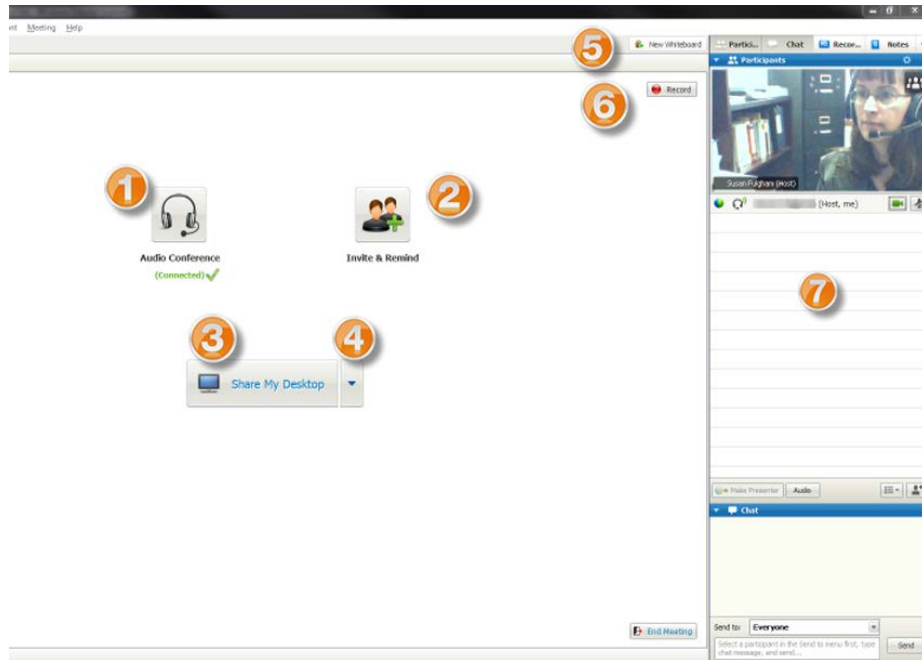 Meeting Help
5
New Whiteboard
Partici... Chat Recor... Notes
Participants
6
Record
Susan Fulgham (Host)
1
2
(Host, me)
Audio Conference
Invite & Remind
(Connected)
7
3
4
Share My Desktop
Make Presenter Audio
Chat
Send to: Everyone
End Meeting
Select a participant in the Send to menu first, type
chat message, and send...
Send